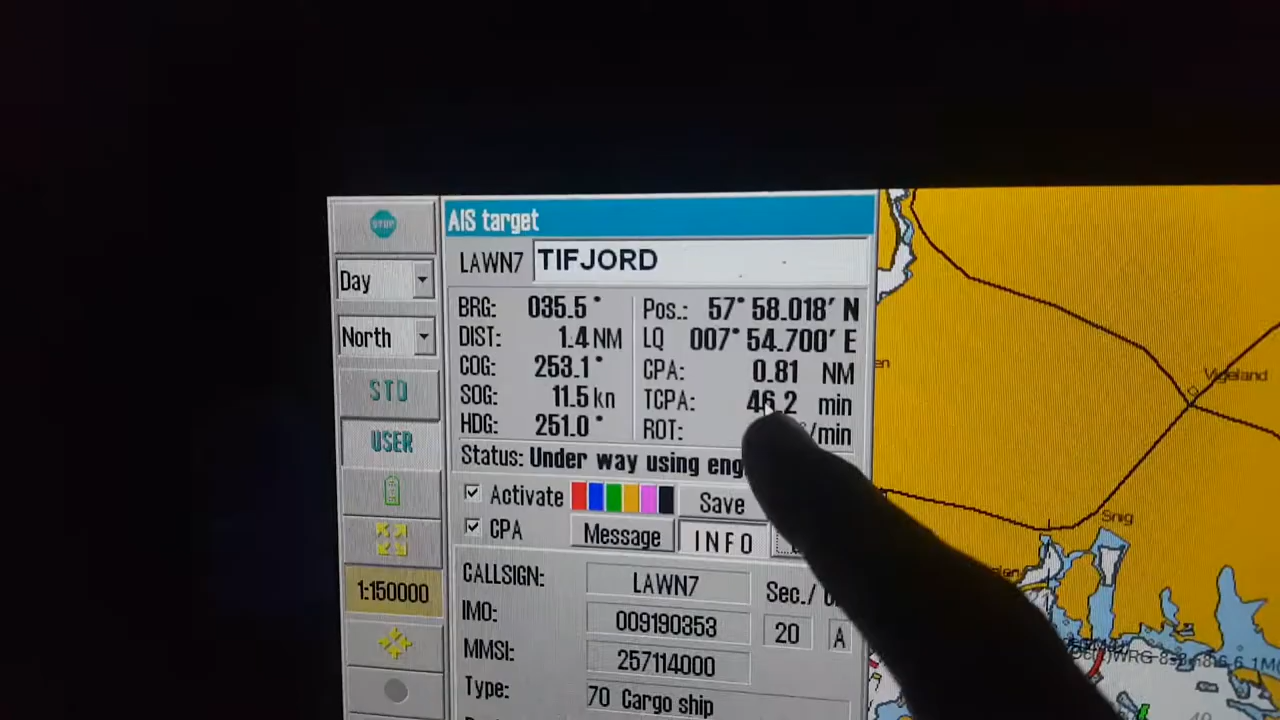 STOP
Day
North
STD
USER
1:150000
AIS target
LAWN7 TIFJORD
BRG: 035.5 °
DIST: 1.4 NM
COG: 253.1 °
SOG: 11.5 kn
HDG: 251.0 °
Pos.: 57° 58.018' N
LQ 007° 54.700' E
CPA: 0.81 NM
TCPA: 46.2 min
ROT: °/min
Status: Under way using
Activate
Save
CPA
Message
INFO
CALLSIGN: LAWN7
Sec./
IMO: 009190353
20 A
MMSI: 257114000
Type: 70 Cargo ship
Vigeland
Snig